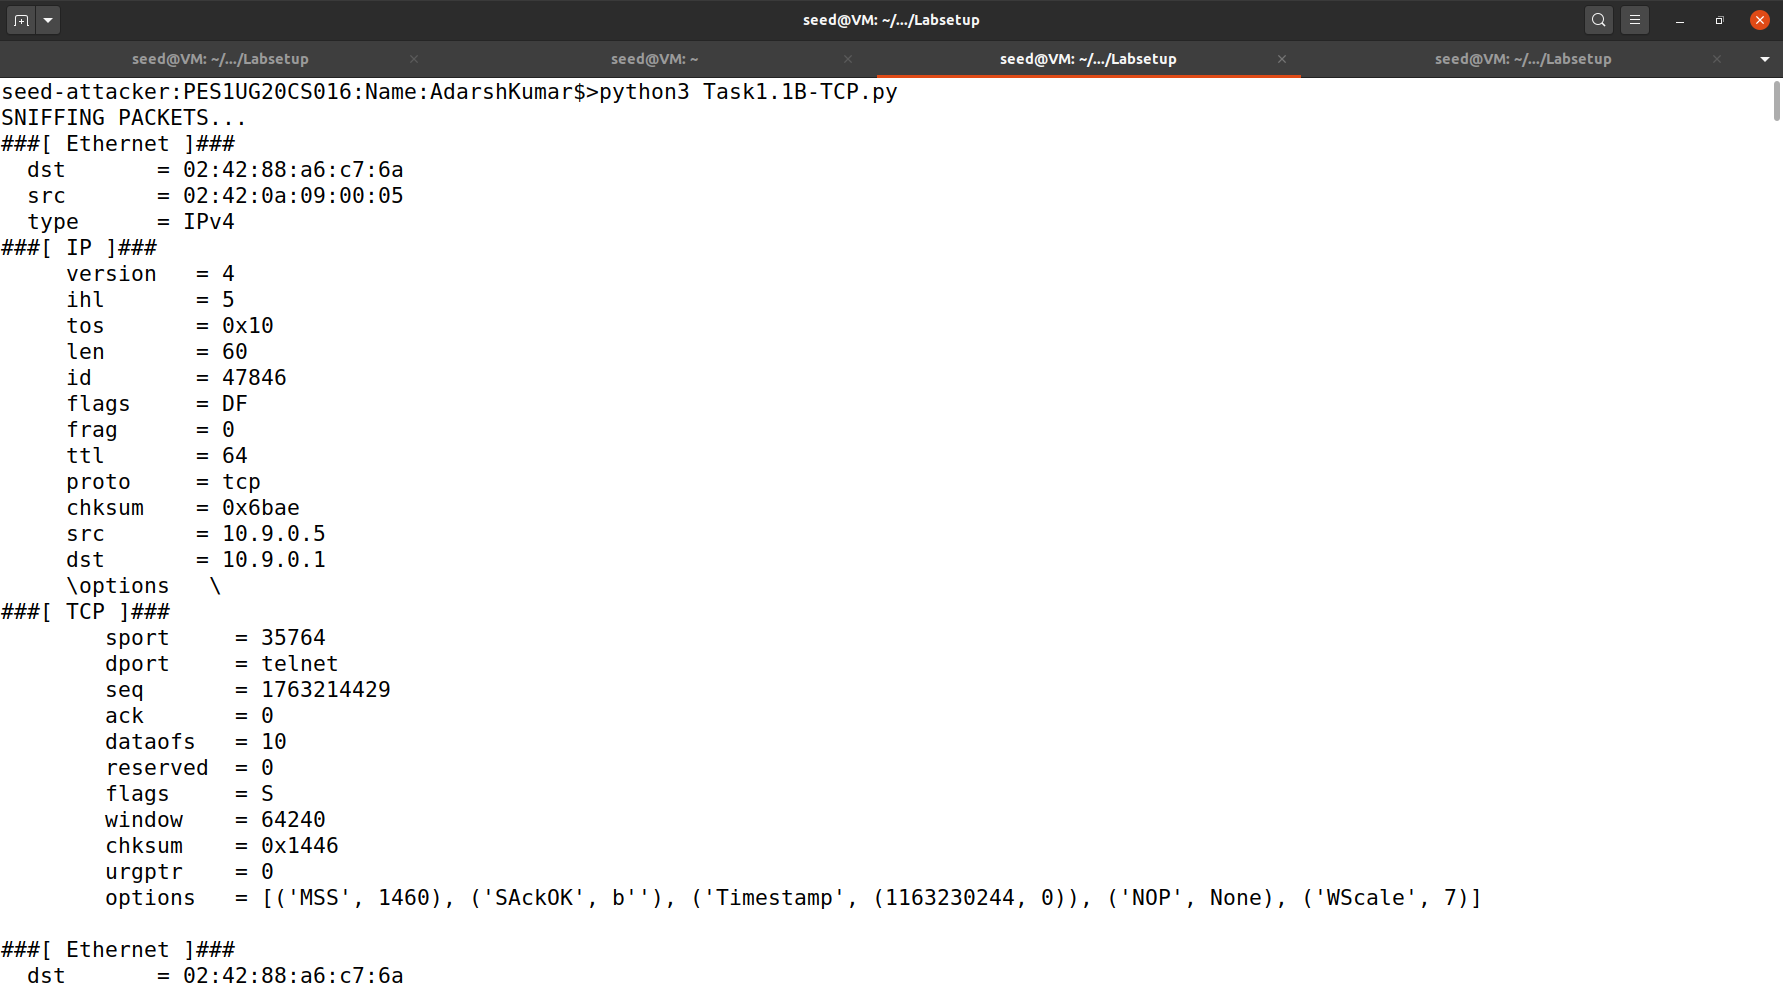 seed@VM: ~/.../Labsetup
seed@VM: ~/.../Labsetup
seed@VM: ~
seed@VM: ~/.../Labsetup
seed@VM: ~/.../Labsetup
seed-attacker:PES1UG20CS016:Name:AdarshKumar$>python3 Task1.1B-TCP.py
SNIFFING PACKETS...
###[ Ethernet ]###
  dst       = 02:42:88:a6:c7:6a
  src       = 02:42:0a:09:00:05
  type      = IPv4
###[ IP ]###
     version   = 4
     ihl       = 5
     tos       = 0x10
     len       = 60
     id        = 47846
     flags     = DF
     frag      = 0
     ttl       = 64
     proto     = tcp
     chksum    = 0x6bae
     src       = 10.9.0.5
     dst       = 10.9.0.1
     \options   \
###[ TCP ]###
        sport     = 35764
        dport     = telnet
        seq       = 1763214429
        ack       = 0
        dataofs   = 10
        reserved  = 0
        flags     = S
        window    = 64240
        chksum    = 0x1446
        urgptr    = 0
        options   = [('MSS', 1460), ('SAckOK', b''), ('Timestamp', (1163230244, 0)), ('NOP', None), ('WScale', 7)]
###[ Ethernet ]###
  dst       = 02:42:88:a6:c7:6a